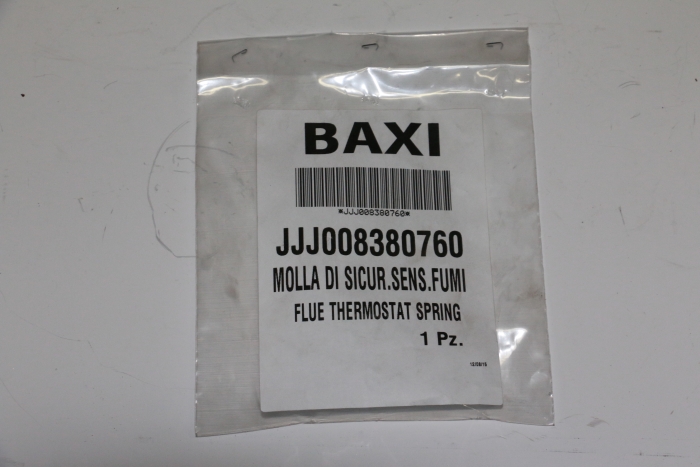 BAXI
*JJJ008380760*
JJJ008380760
MOLLA DI SICUR.SENS.FUMI
FLUE THERMOSTAT SPRING
1 Pz.